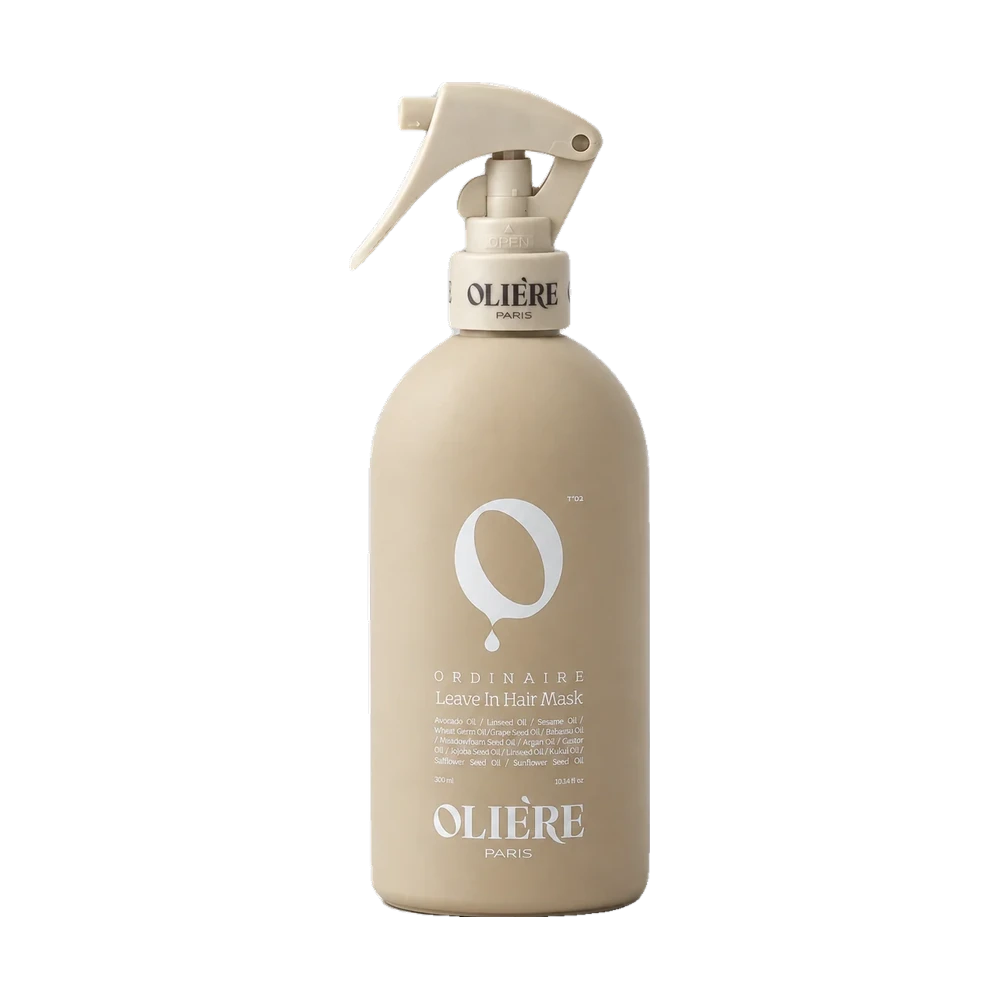 OPEN
OLIÈRE
PARIS
T°02
ORDINAIRE
Leave In Hair Mask
Avocado Oil / Linseed Oil / Sesame Oil /
Wheat Germ Oil/Grape Seed Oil / Babassu Oil
/ Meadowfoam Seed Oil / Argan Oil / Castor
Oil / Jojoba Seed Oil / Linseed Oil / Kukui Oil /
Safflower Seed Oil / Sunflower Seed Oil
300 ml 10.14 fl oz
OLIÈRE
PARIS